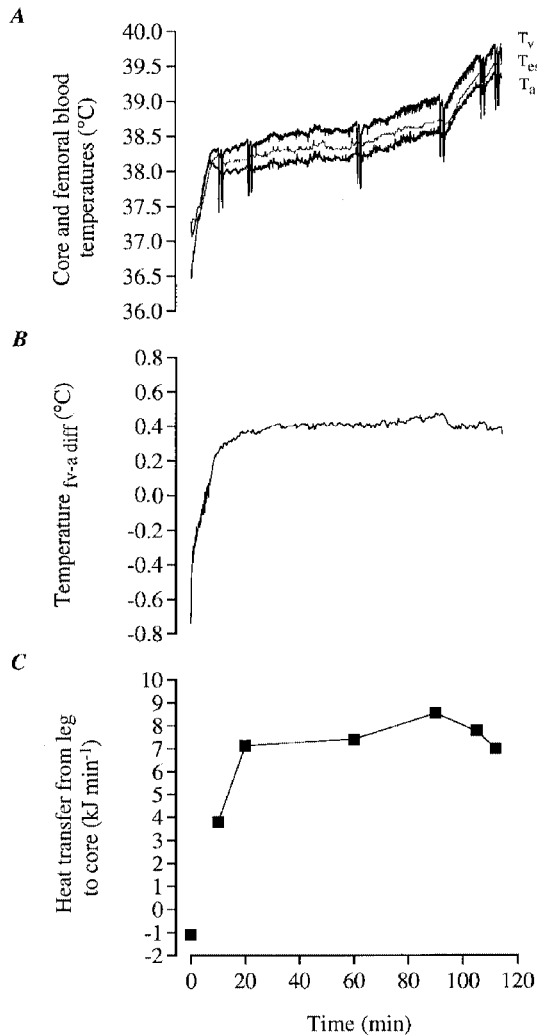 A
Core and femoral blood
temperatures (°C)
40.0
39.5
39.0
38.5
38.0
37.5
37.0
36.5
36.0
Tv
Tes
Ta
B
Temperature fv-a diff (°C)
0.8
0.6
0.4
0.2
0.0
-0.2
-0.4
-0.6
-0.8
C
Heat transfer from leg
to core (kJ min⁻¹)
10
9
8
7
6
5
4
3
2
1
0
-1
-2
0 20 40 60 80 100 120
Time (min)